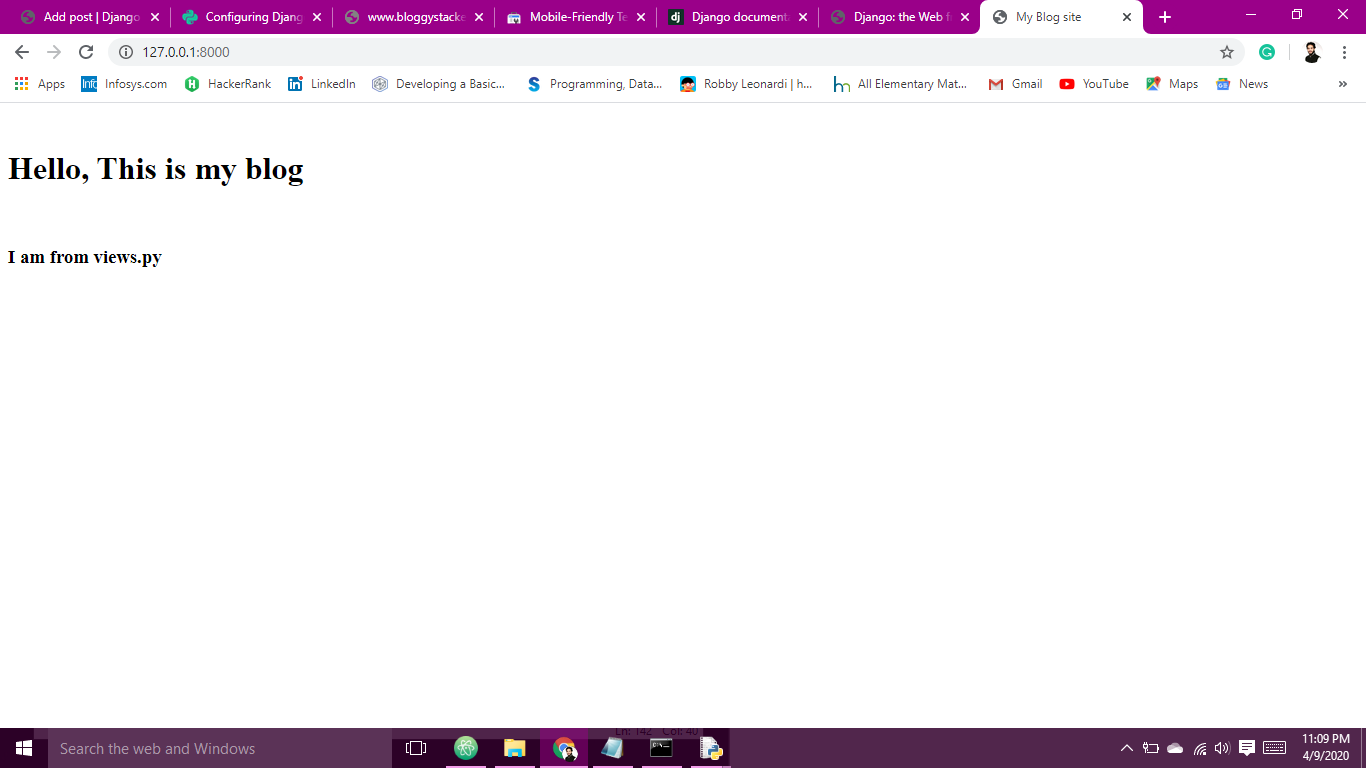 Add post | Django
Configuring Djang
www.bloggystacke
Mobile-Friendly Te
Django documenta
Django: the Web f
My Blog site
127.0.0.1:8000
Apps
Infosys.com
HackerRank
LinkedIn
Developing a Basic...
Programming, Data...
Robby Leonardi | h...
All Elementary Mat...
Gmail
YouTube
Maps
News
Hello, This is my blog
I am from views.py
Ln: 142 Col: 40
Search the web and Windows
11:09 PM
4/9/2020